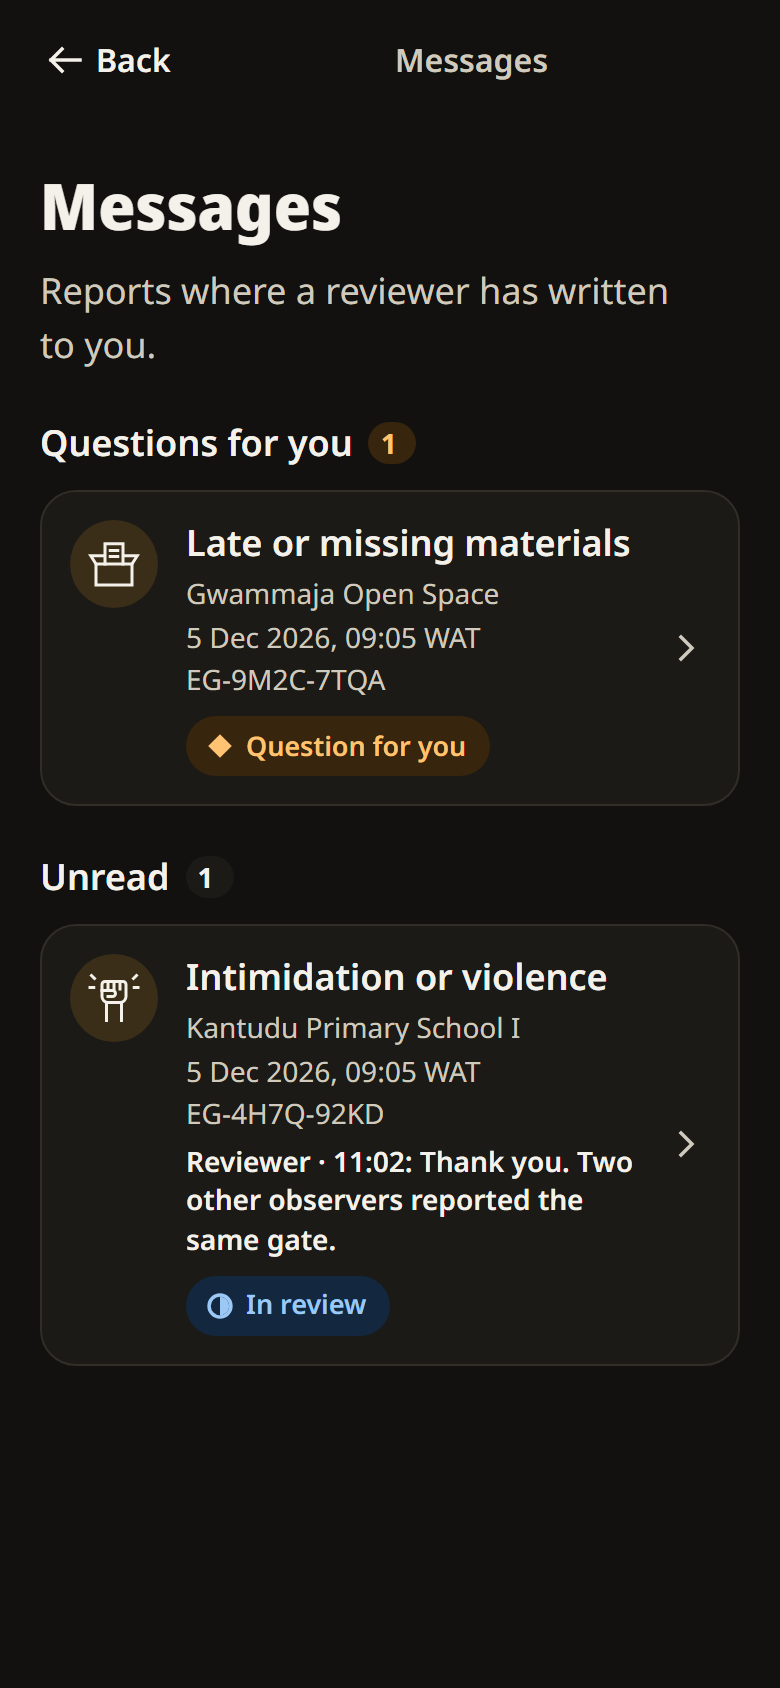 Back
Messages
Messages
Reports where a reviewer has written
to you.
Questions for you 1
Late or missing materials
Gwammaja Open Space
5 Dec 2026, 09:05 WAT
EG-9M2C-7TQA
Question for you
Unread 1
Intimidation or violence
Kantudu Primary School I
5 Dec 2026, 09:05 WAT
EG-4H7Q-92KD
Reviewer · 11:02: Thank you. Two
other observers reported the
same gate.
In review